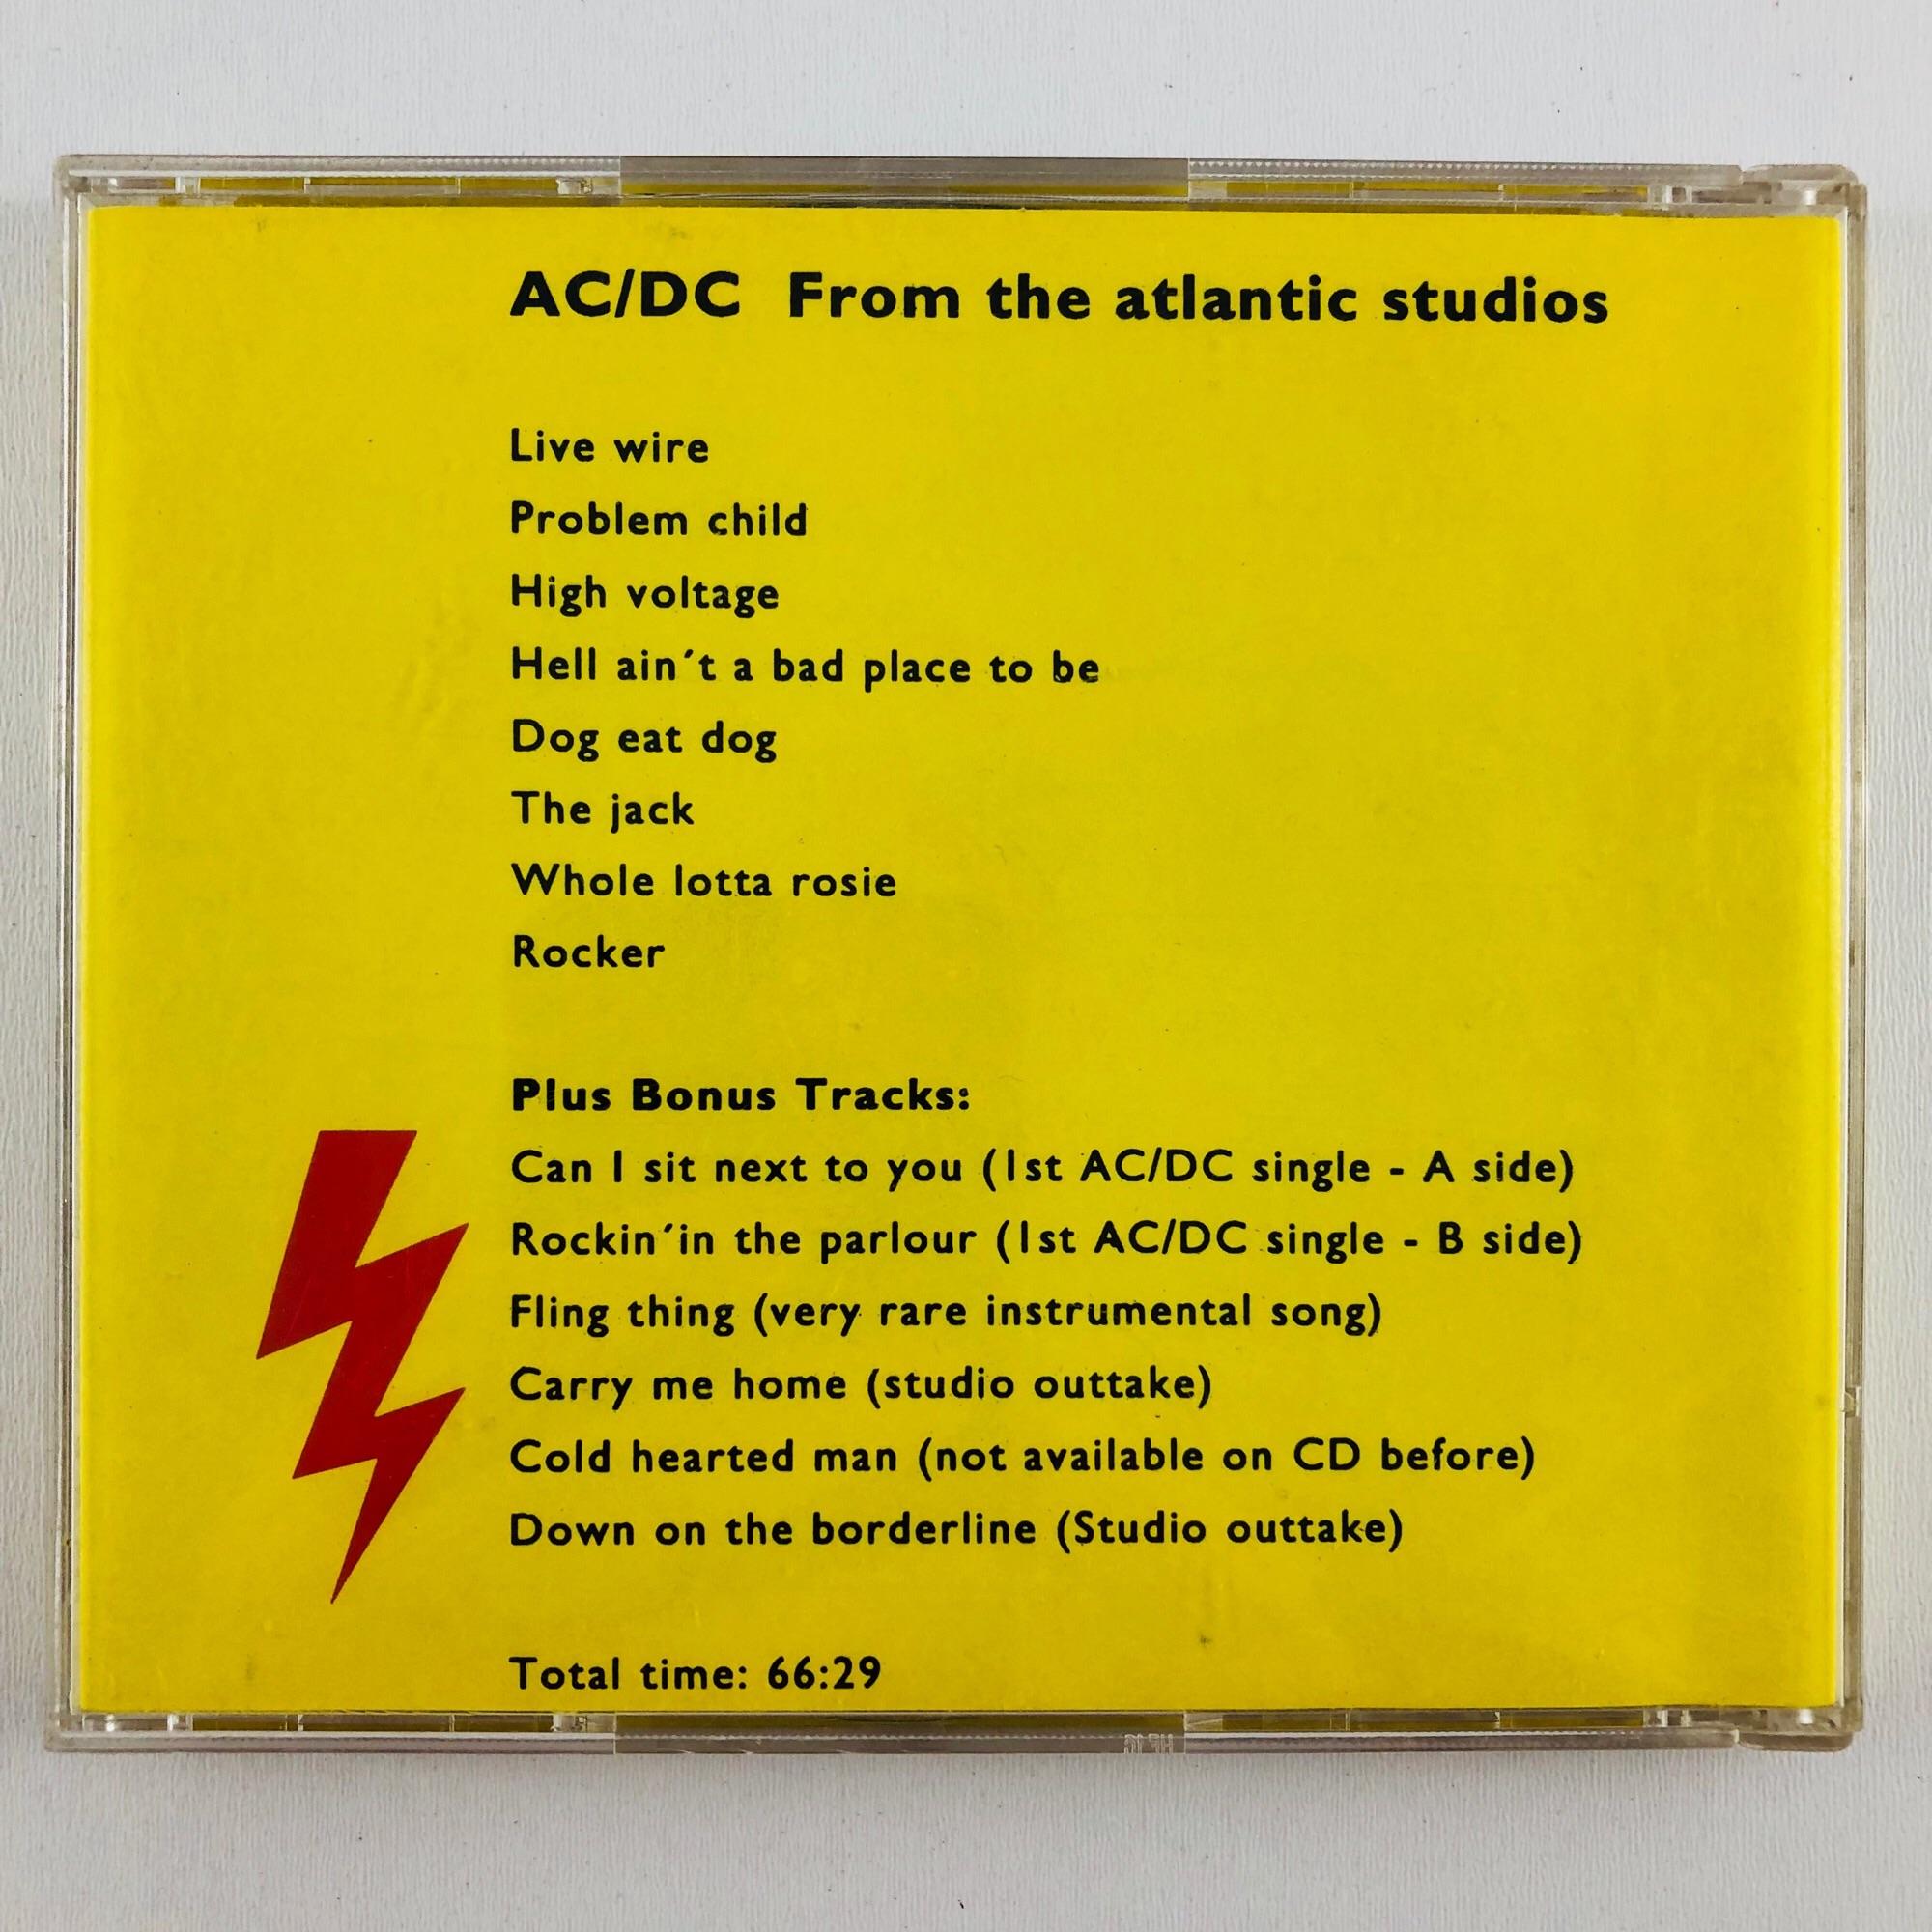 AC/DC From the atlantic studios
Live wire
Problem child
High voltage
Hell ain´t a bad place to be
Dog eat dog
The jack
Whole lotta rosie
Rocker
Plus Bonus Tracks:
Can I sit next to you (1st AC/DC single - A side)
Rockin´in the parlour (1st AC/DC single - B side)
Fling thing (very rare instrumental song)
Carry me home (studio outtake)
Cold hearted man (not available on CD before)
Down on the borderline (Studio outtake)
Total time: 66:29